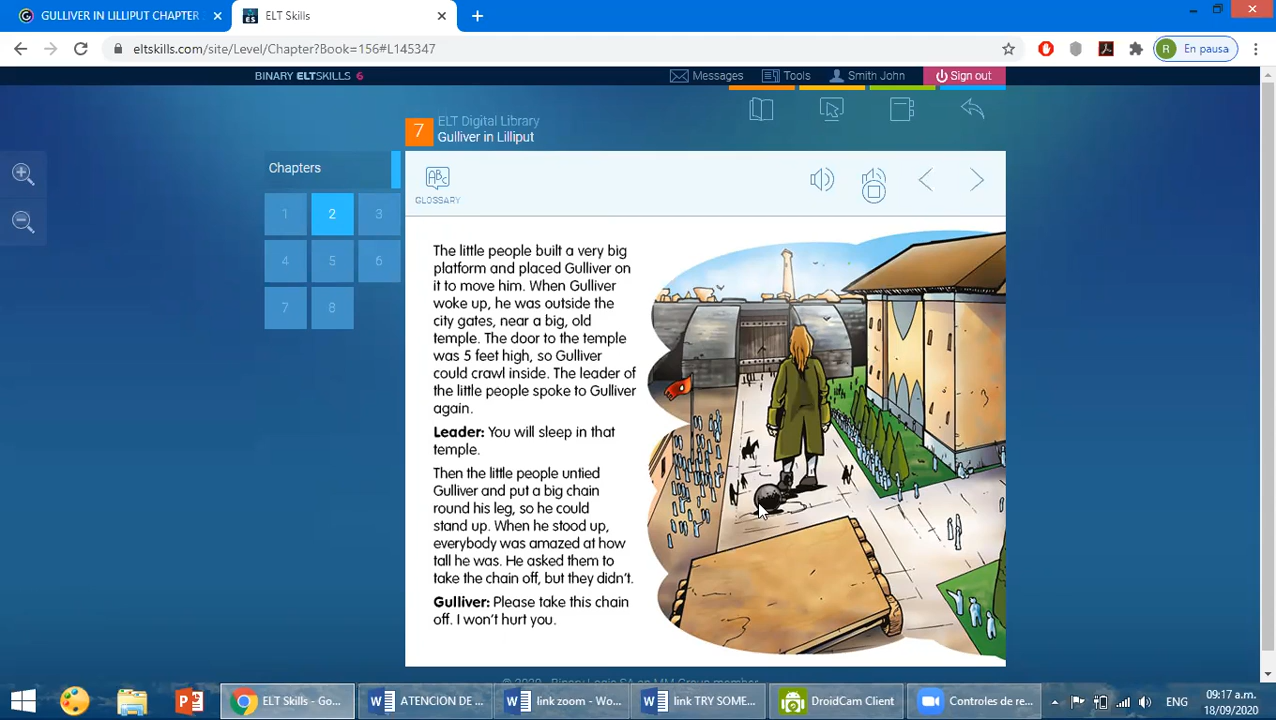 GULLIVER IN LILLIPUT CHAPTER
ELT Skills
eltskills.com/site/Level/Chapter?Book=156#L145347
R
En pausa
BINARY ELTSKILLS 6
Messages
Tools
Smith John
Sign out
7
ELT Digital Library
Gulliver in Lilliput
Chapters
1 2 3
4 5 6
7 8
ABC
GLOSSARY
The little people built a very big
platform and placed Gulliver on
it to move him. When Gulliver
woke up, he was outside the
city gates, near a big, old
temple. The door to the temple
was 5 feet high, so Gulliver
could crawl inside. The leader of
the little people spoke to Gulliver
again.
Leader: You will sleep in that
temple.
Then the little people untied
Gulliver and put a big chain
round his leg, so he could
stand up. When he stood up,
everybody was amazed at how
tall he was. He asked them to
take the chain off, but they didn't.
Gulliver: Please take this chain
off. I won't hurt you.
ELT Skills - Go...
ATENCION DE ...
link zoom - Wo...
link TRY SOME...
DroidCam Client
Controles de re...
ENG
09:17 a.m.
18/09/2020